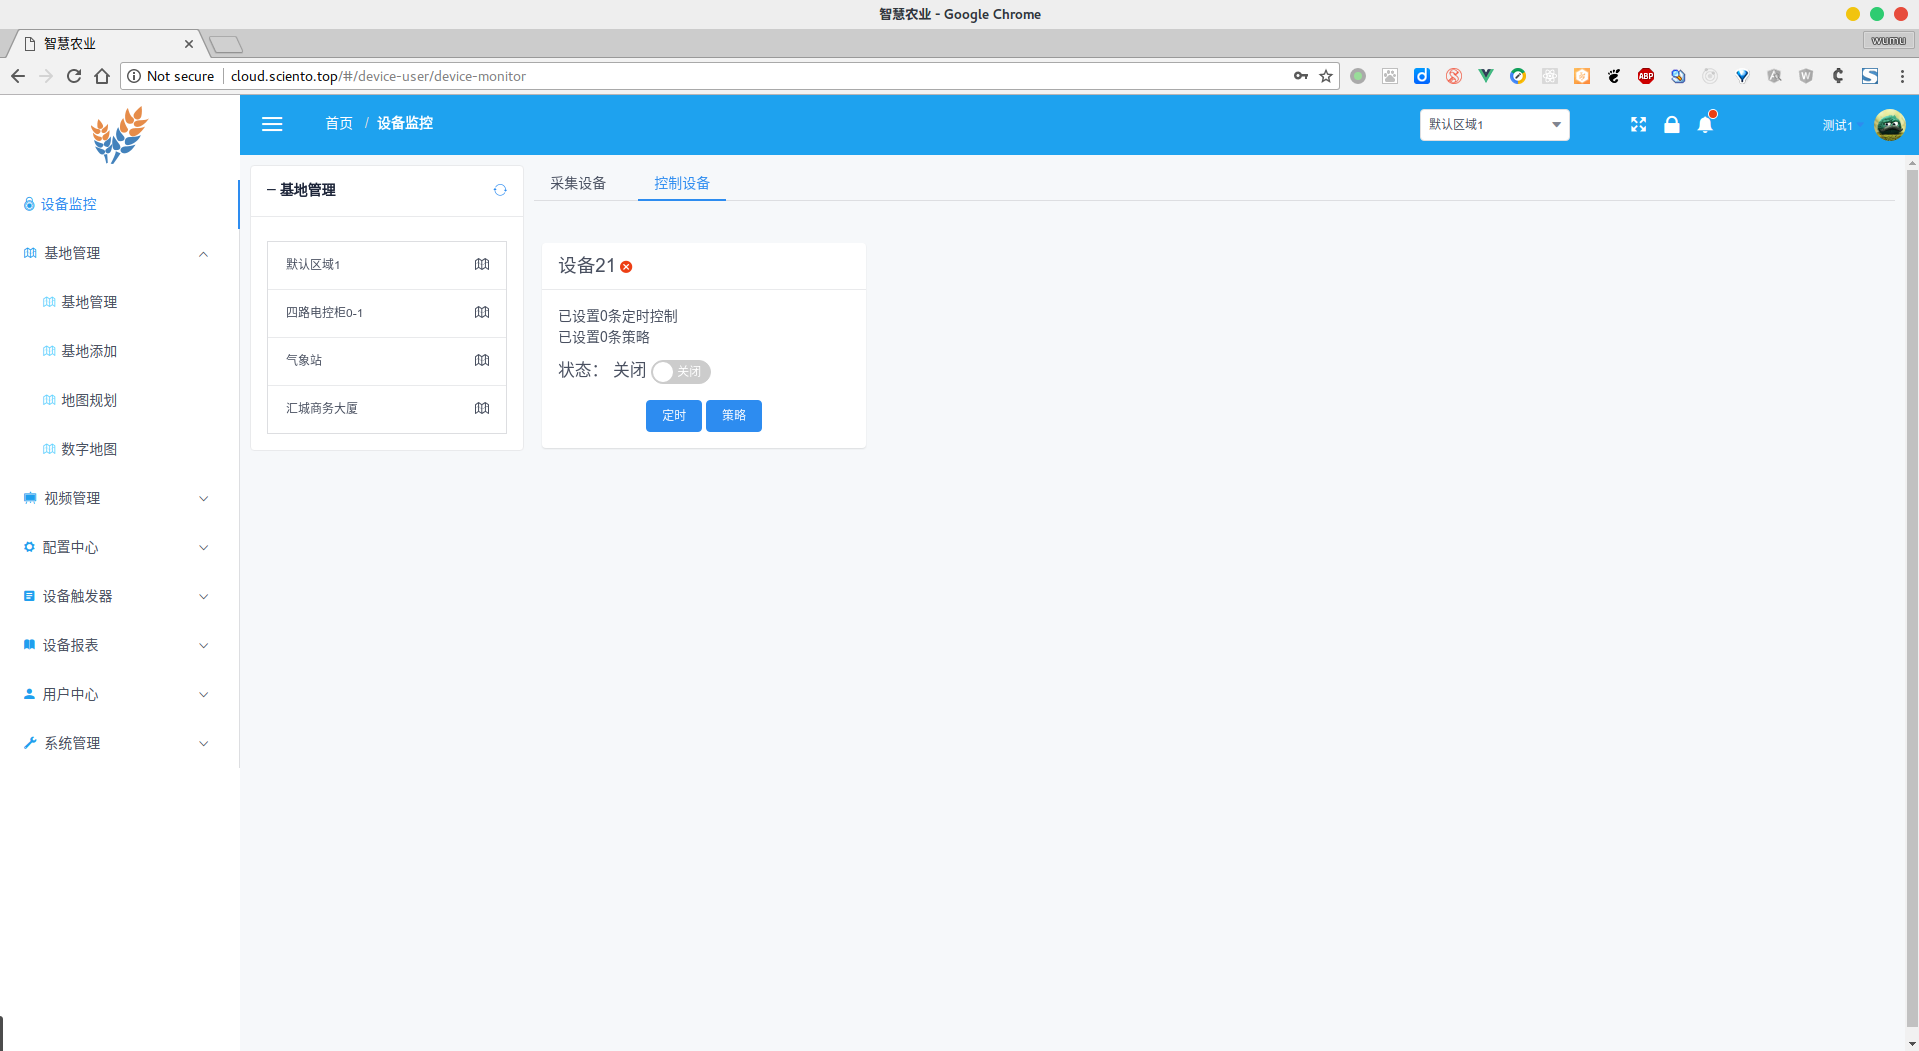 智慧农业 - Google Chrome
智慧农业
wumu
Not secure
cloud.sciento.top/#/device-user/device-monitor
ABP
首页 / 设备监控
默认区域1
测试1
设备监控
基地管理
基地管理
基地添加
地图规划
数字地图
视频管理
配置中心
设备触发器
设备报表
用户中心
系统管理
基地管理
默认区域1
四路电控柜0-1
气象站
汇城商务大厦
采集设备
控制设备
设备21
已设置0条定时控制
已设置0条策略
状态： 关闭 关闭
定时
策略